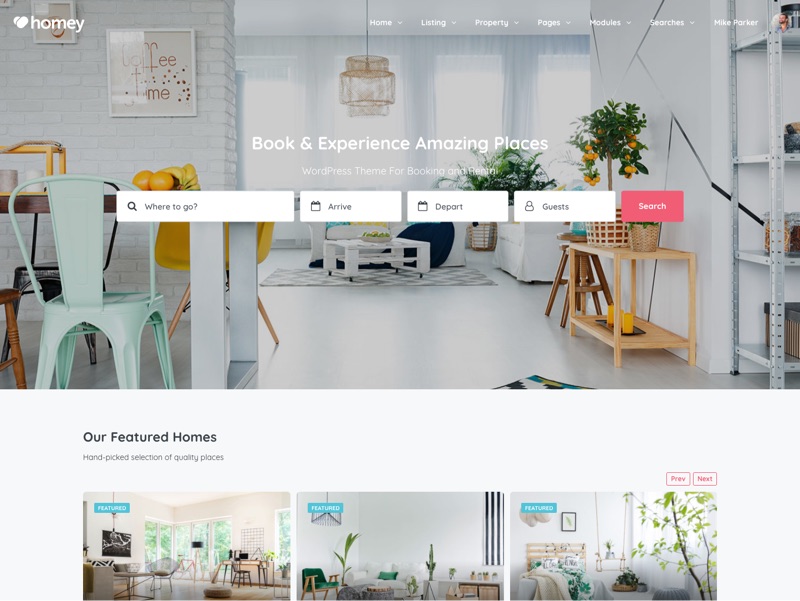 homey
Home Listing Property Pages Modules Searches Mike Parker
Coffee
time
Book & Experience Amazing Places
WordPress Theme For Booking and Rental
Where to go? Arrive Depart Guests Search
Our Featured Homes
Hand-picked selection of quality places
Prev Next
FEATURED FEATURED FEATURED